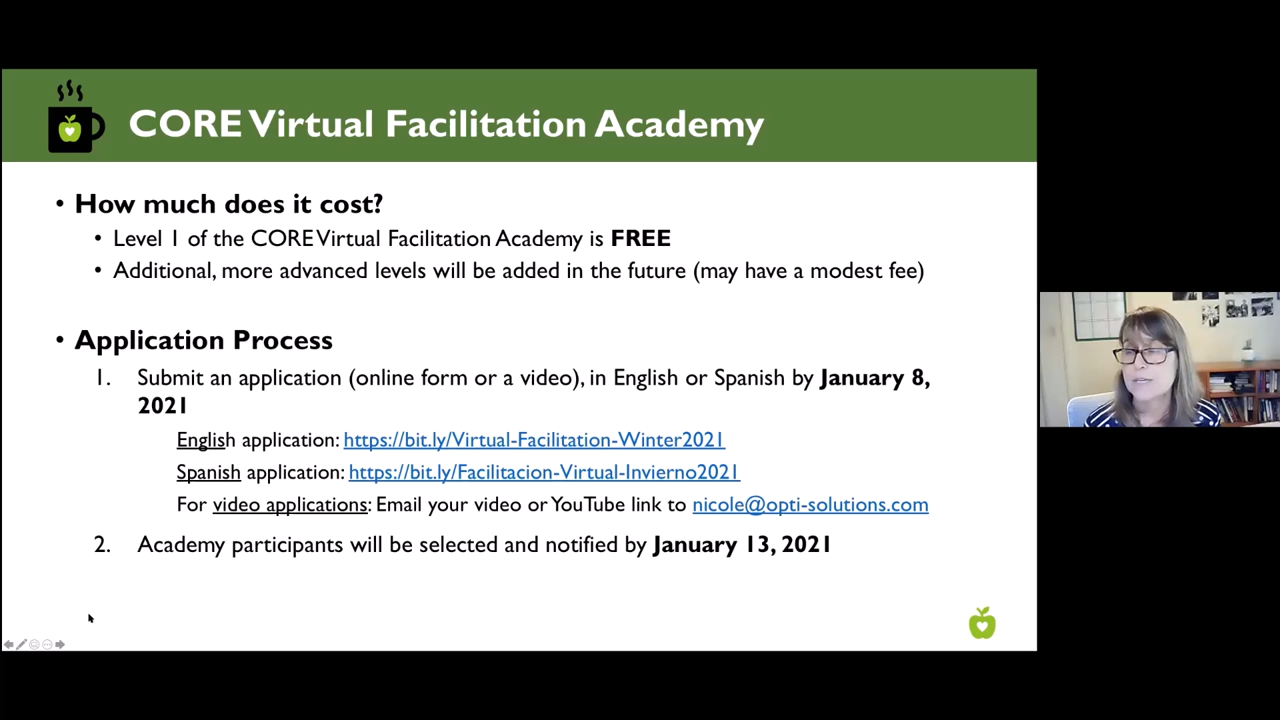 CORE Virtual Facilitation Academy
• How much does it cost?
• Level 1 of the CORE Virtual Facilitation Academy is FREE
• Additional, more advanced levels will be added in the future (may have a modest fee)
• Application Process
1. Submit an application (online form or a video), in English or Spanish by January 8,
2021
English application: https://bit.ly/Virtual-Facilitation-Winter2021
Spanish application: https://bit.ly/Facilitacion-Virtual-Invierno2021
For video applications: Email your video or YouTube link to nicole@opti-solutions.com
2. Academy participants will be selected and notified by January 13, 2021